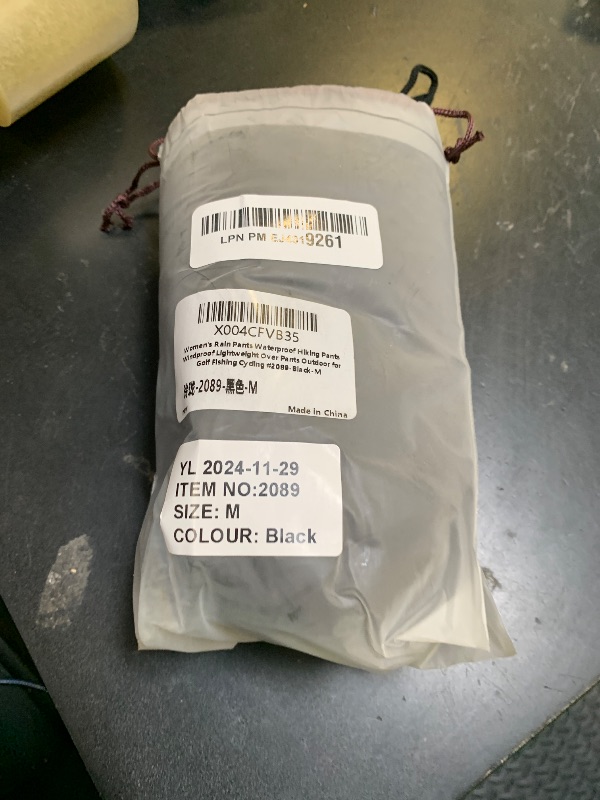 LPN PM 9261
X004CFVB35
Women's Rain Pants Waterproof Hiking Pants
Windproof Lightweight Over Pants Outdoor for
Golf Fishing Cycling #2089-Black-M
-2089-黑色-M
Made in China
YL 2024-11-29
ITEM NO:2089
SIZE: M
COLOUR: Black